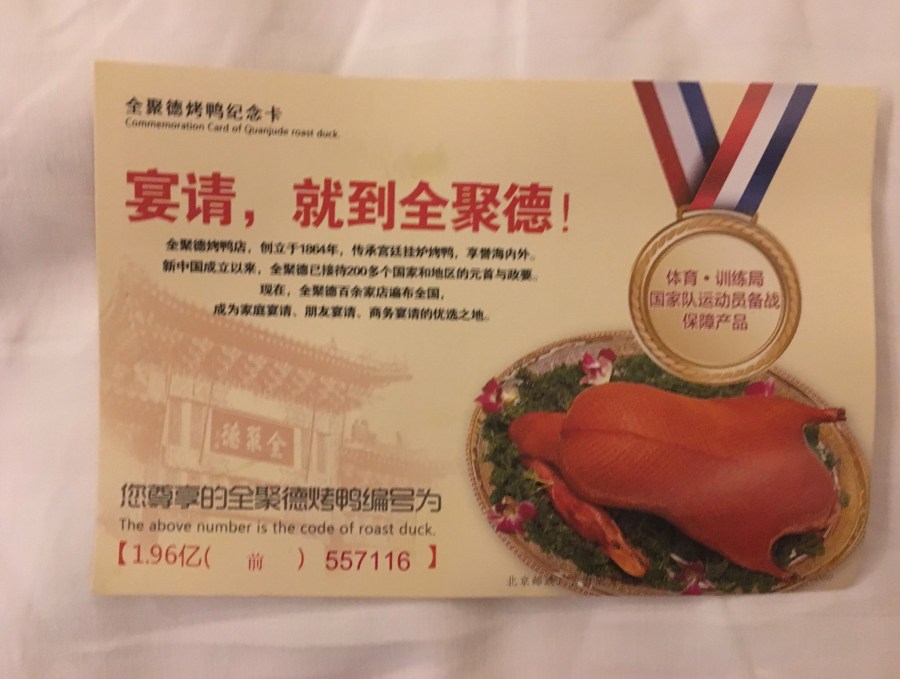 全聚德烤鸭纪念卡
Commemoration Card of Quanjude roast duck.
宴请，就到全聚德！
全聚德烤鸭店，创立于1864年，传承宫廷挂炉烤鸭，享誉海内外。
新中国成立以来，全聚德已接待200多个国家和地区的元首与政要。
现在，全聚德百余家店遍布全国，
成为家庭宴请、朋友宴请、商务宴请的优选之地。
体育·训练局
国家队运动员备战
保障产品
德聚全
您尊享的全聚德烤鸭编号为
The above number is the code of roast duck.
【1.96亿( 前 ) 557116 】
北京邮政